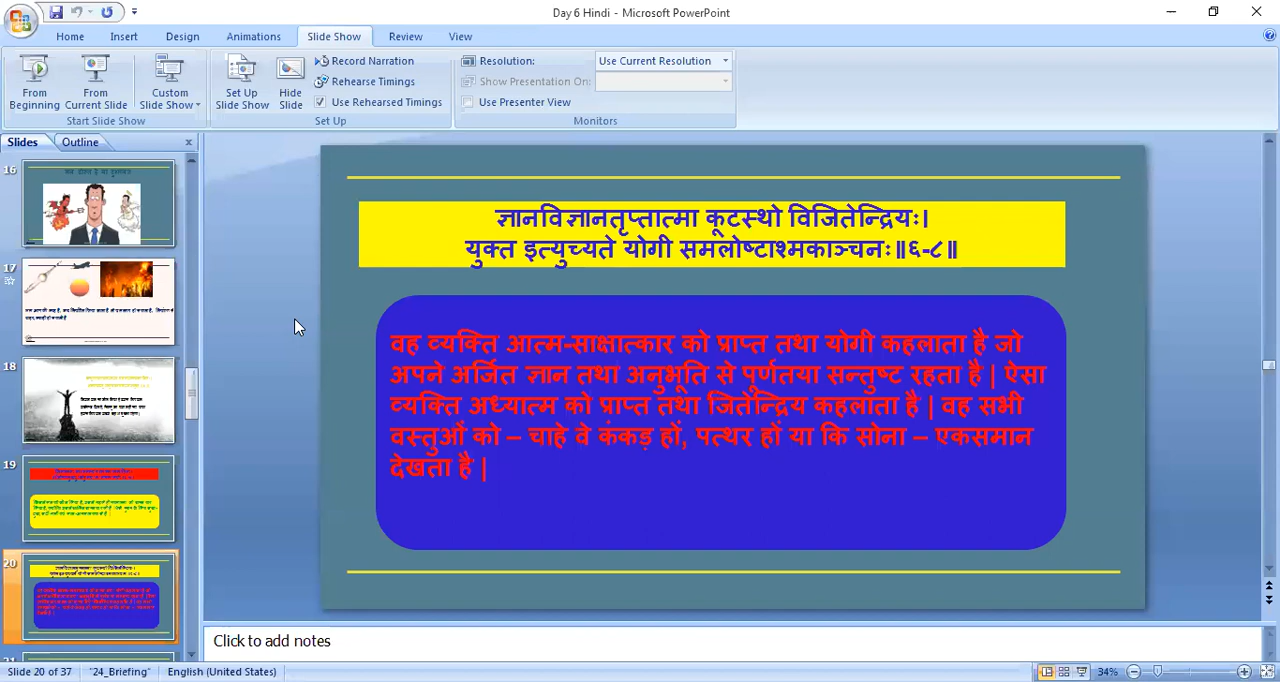 Day 6 Hindi - Microsoft PowerPoint
Home Insert Design Animations Slide Show Review View
From Beginning
From Current Slide
Custom Slide Show
Start Slide Show
Set Up Slide Show
Hide Slide
Record Narration
Rehearse Timings
Use Rehearsed Timings
Set Up
Resolution: Use Current Resolution
Show Presentation On:
Use Presenter View
Monitors
Slides Outline
16
17
18
19
20
ज्ञानविज्ञानतृप्तात्मा कूटस्थो विजितेन्द्रियः|
युक्त इत्युच्यते योगी समलोष्टाश्मकाञ्चनः॥६-८॥
वह व्यक्ति आत्म-साक्षात्कार को प्राप्त तथा योगी कहलाता है जो
अपने अर्जित ज्ञान तथा अनुभूति से पूर्णतया सन्तुष्ट रहता है | ऐसा
व्यक्ति अध्यात्म को प्राप्त तथा जितेन्द्रिय कहलाता है | वह सभी
वस्तुओं को – चाहे वे कंकड़ हों, पत्थर हों या कि सोना – एकसमान
देखता है |
Click to add notes
Slide 20 of 37 "24_Briefing" English (United States) 34%